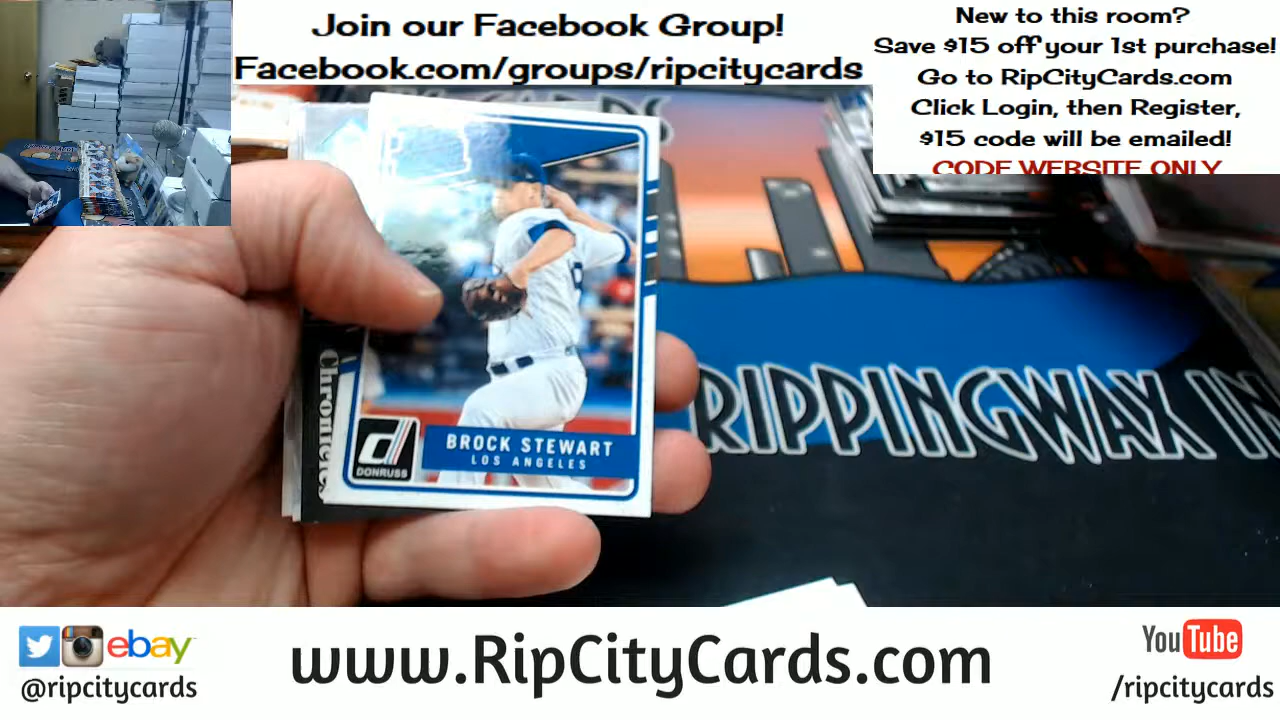 Join our Facebook Group!
Facebook.com/groups/ripcitycards
New to this room?
Save $15 off your 1st purchase!
Go to RipCityCards.com
Click Login, then Register,
$15 code will be emailed!
CODE WEBSITE ONLY
CARDS
Chronicles
BROCK STEWART
LOS ANGELES
DONRUSS
RIPPINGWAX IN
ebay
@ripcitycards
www.RipCityCards.com
YouTube
/ripcitycards